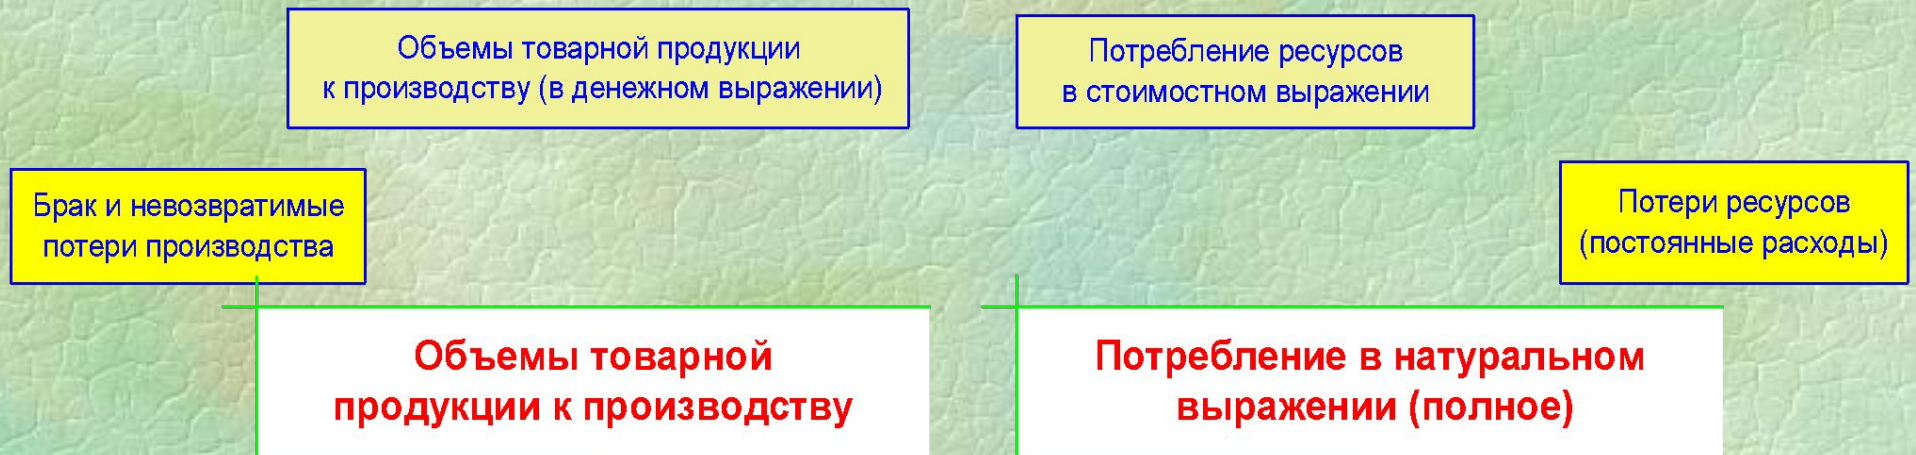 Объемы товарной продукции
к производству (в денежном выражении)
Потребление ресурсов
в стоимостном выражении
Брак и невозвратимые
потери производства
Потери ресурсов
(постоянные расходы)
Объемы товарной
продукции к производству
Потребление в натуральном
выражении (полное)